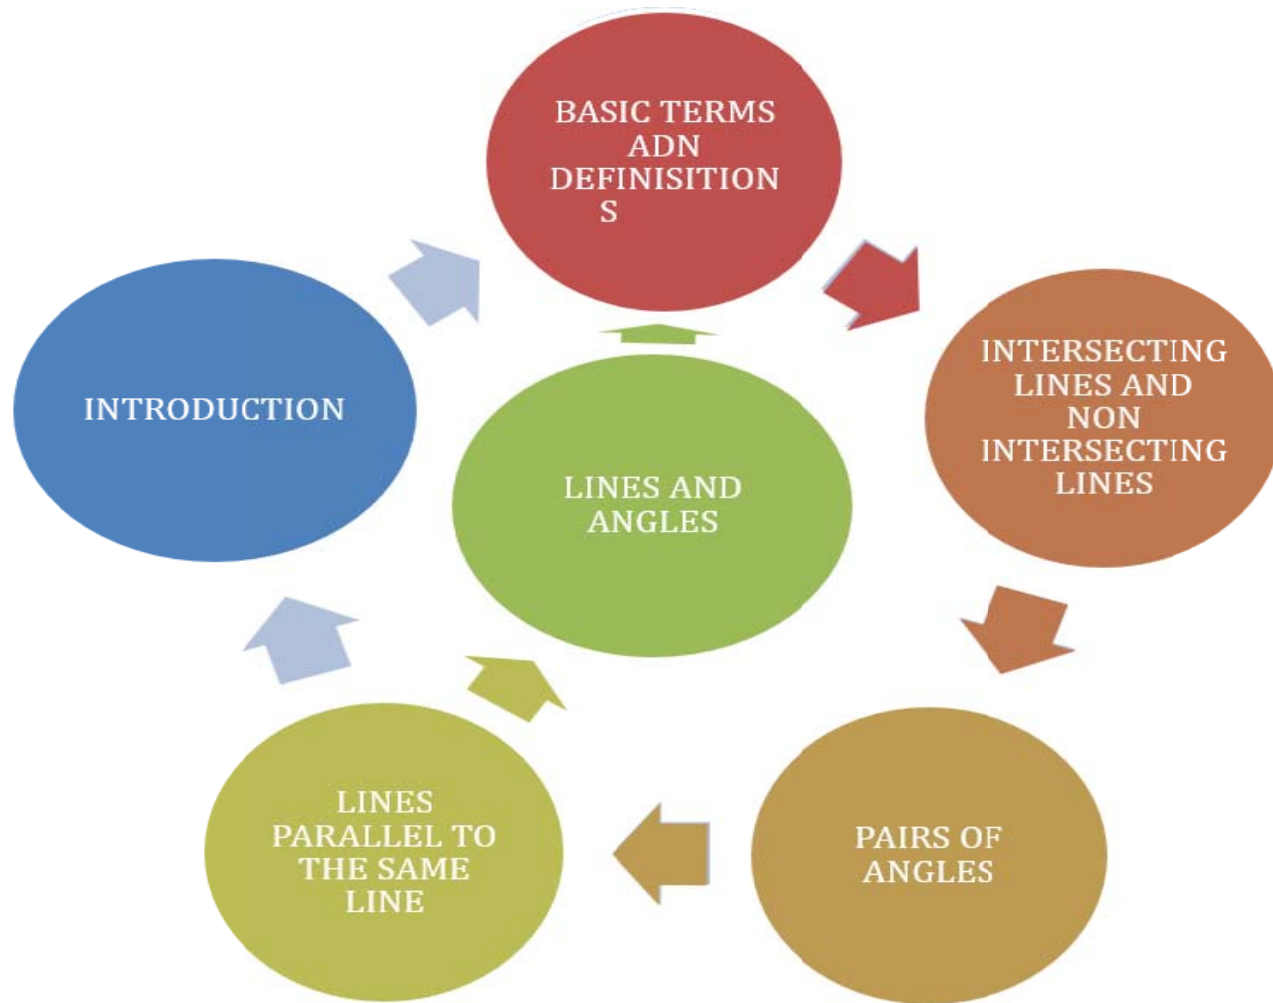 BASIC TERMS
ADN
DEFINISITION
S
INTRODUCTION
INTERSECTING
LINES AND
NON
INTERSECTING
LINES
LINES AND
ANGLES
LINES
PARALLEL TO
THE SAME
LINE
PAIRS OF
ANGLES